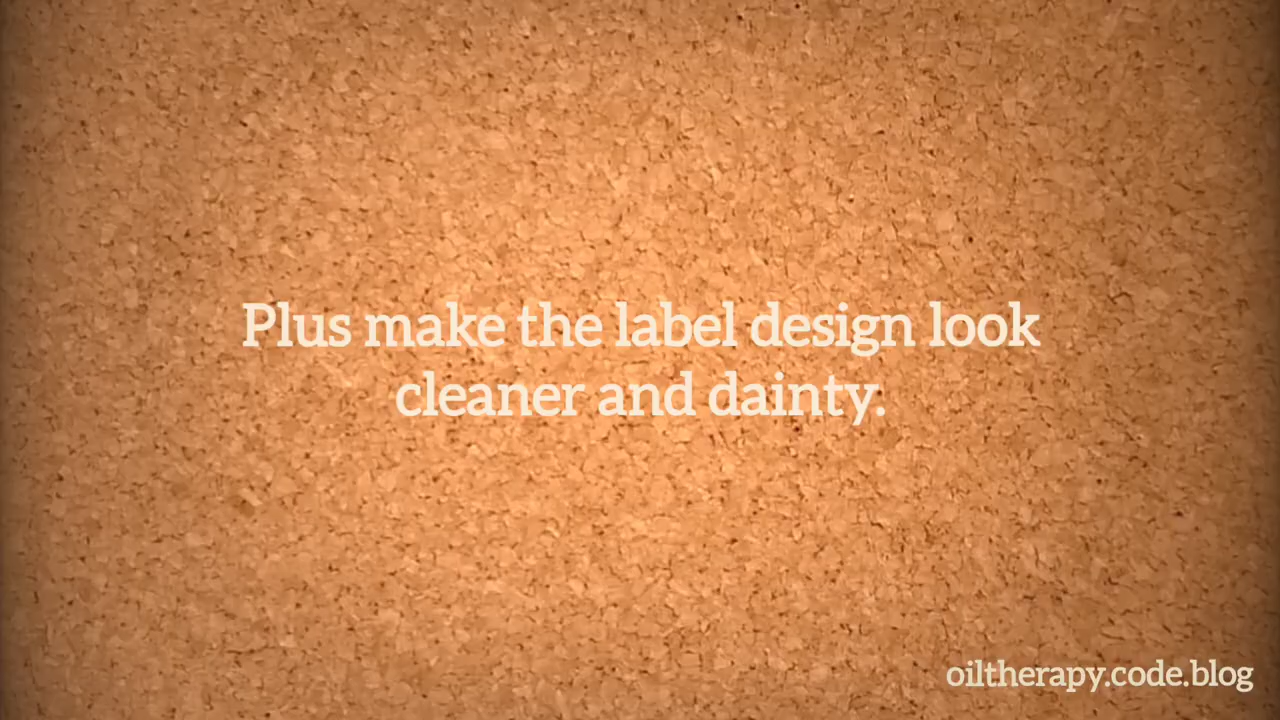 Plus make the label design look
cleaner and dainty.
oiltherapy.code.blog